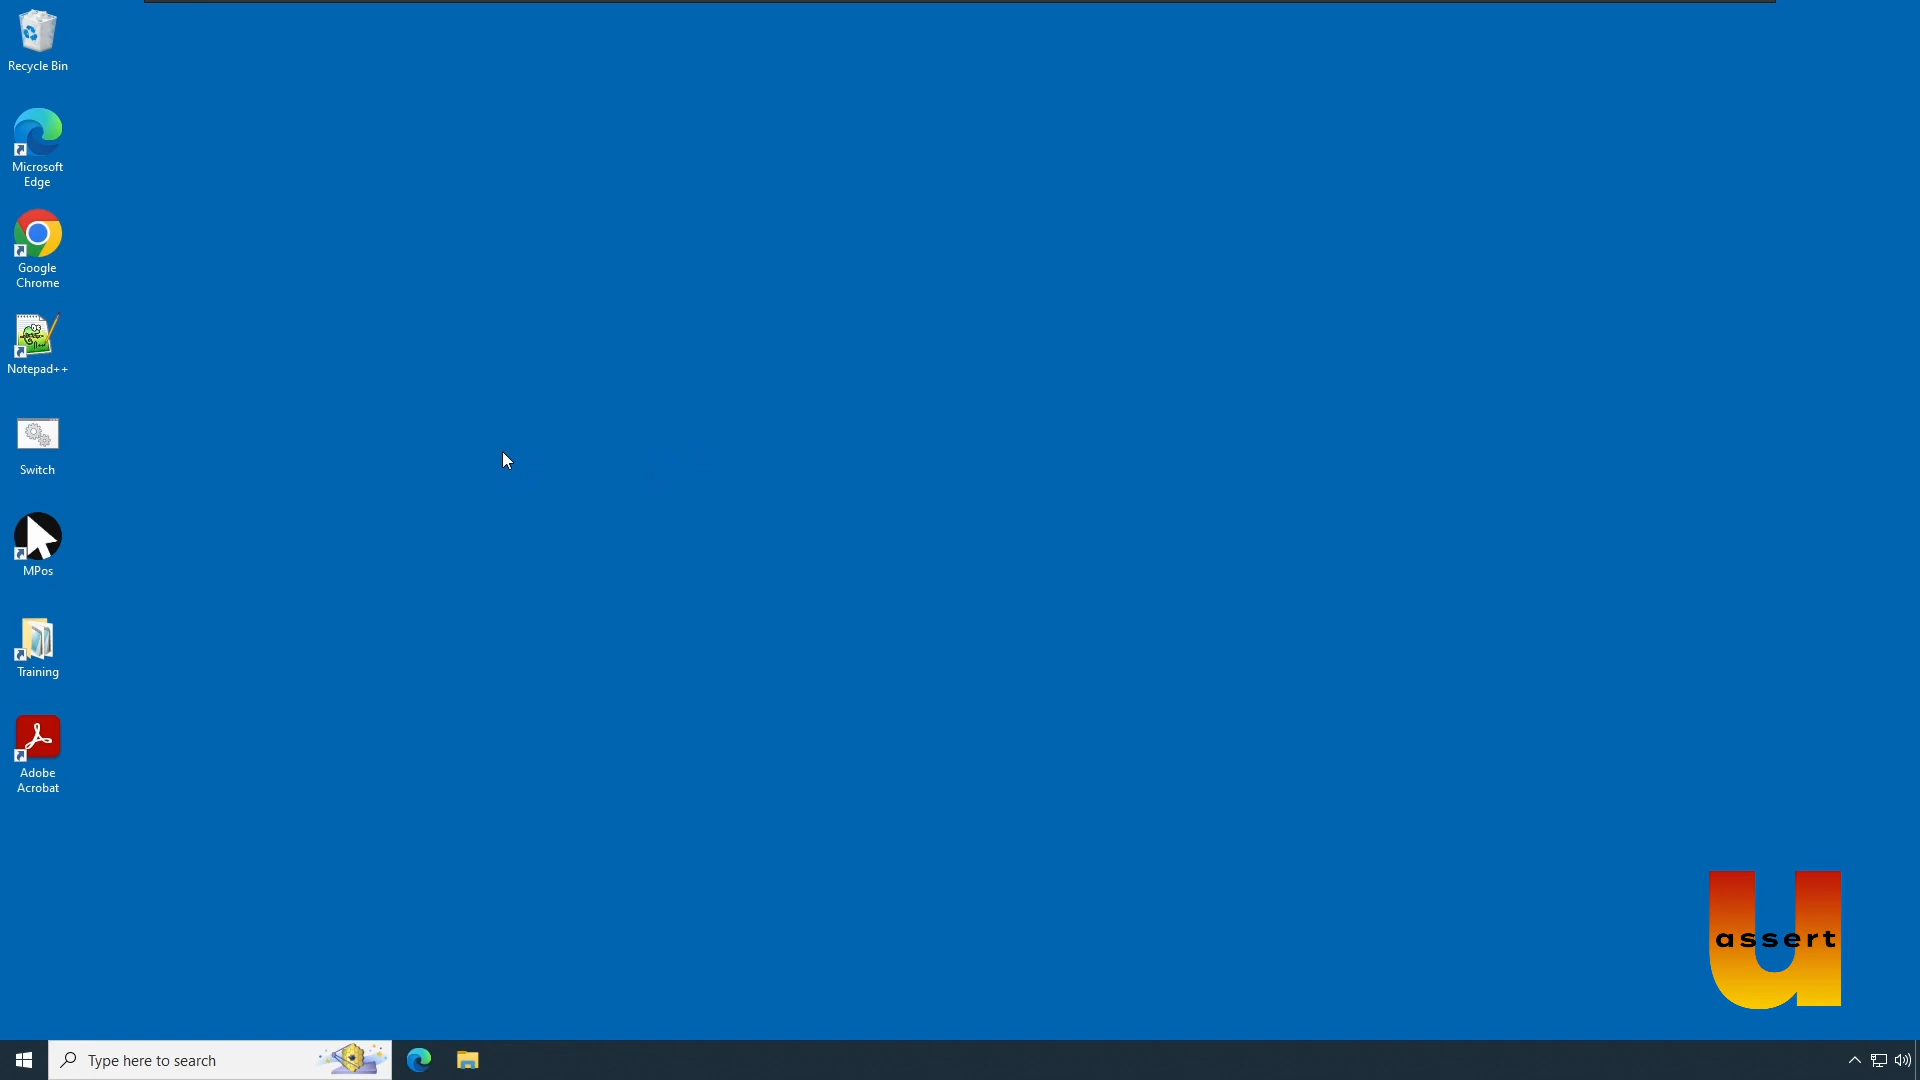 Recycle Bin
Microsoft
Edge
Google
Chrome
Notepad++
Switch
MPos
Training
Adobe
Acrobat
u
assert
Type here to search